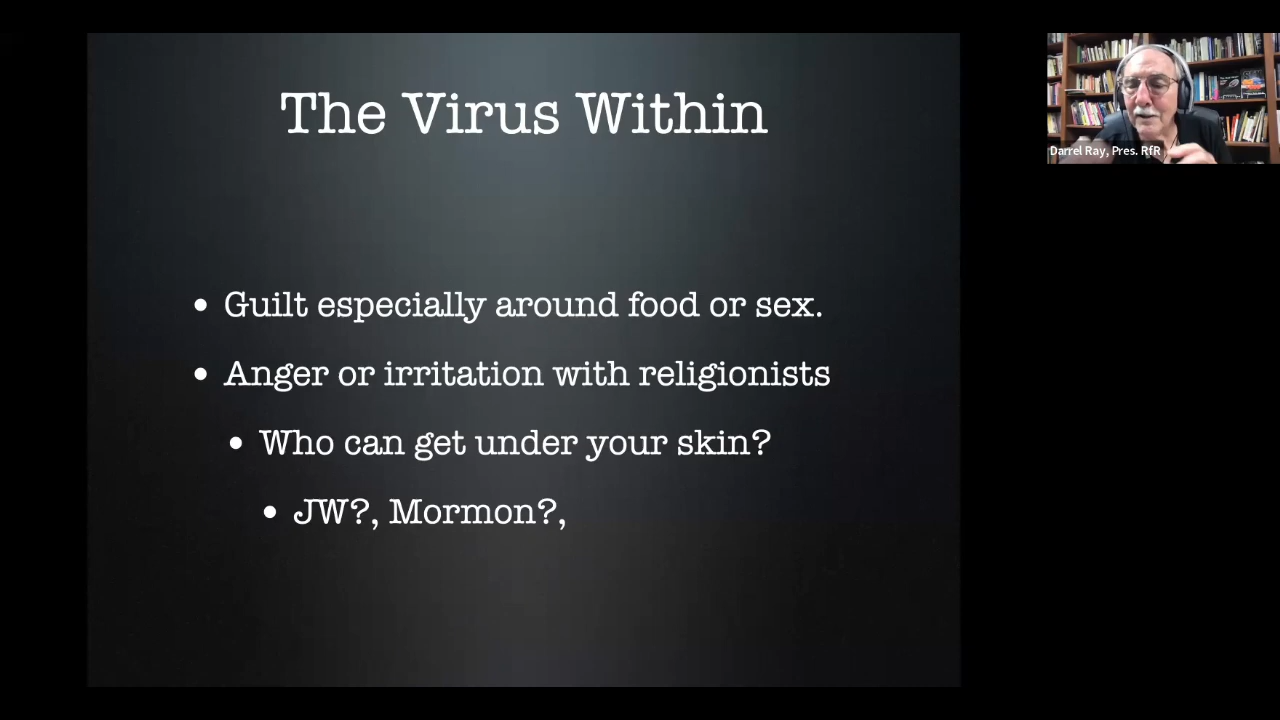 The Virus Within
• Guilt especially around food or sex.
• Anger or irritation with religionists
• Who can get under your skin?
• JW?, Mormon?,
Darrel Ray, Pres. RfR